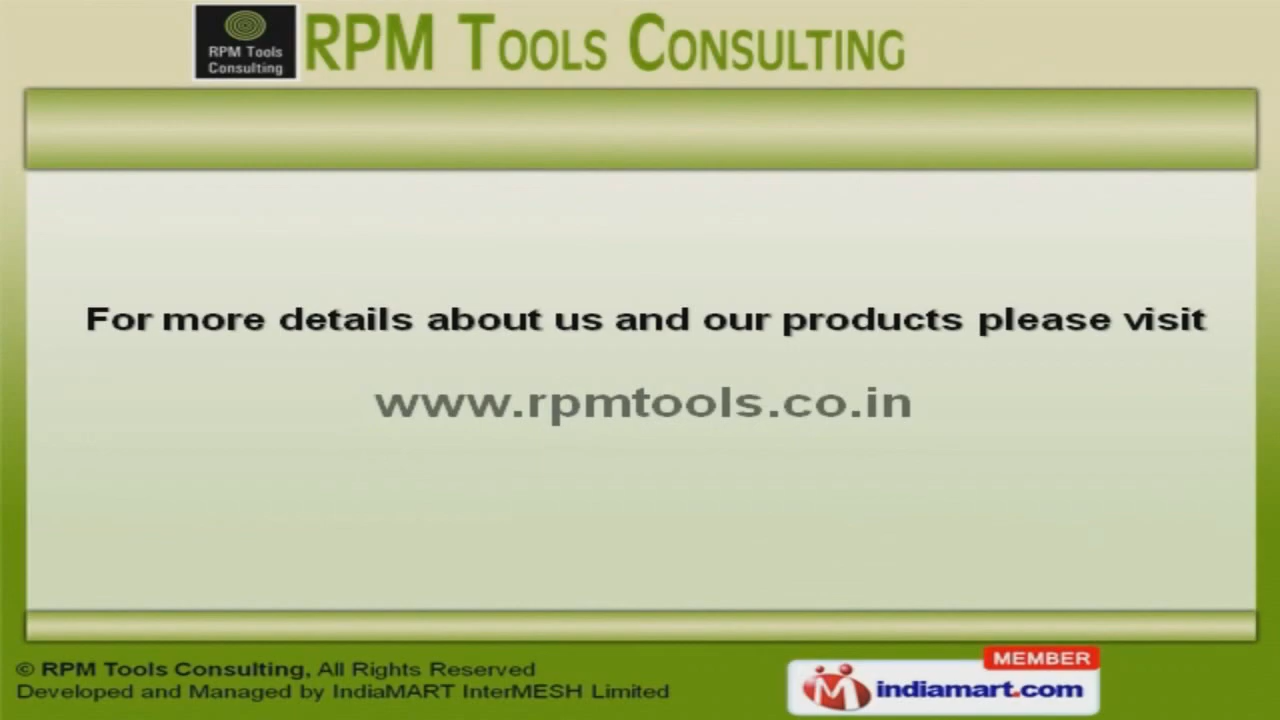 RPM Tools
Consulting
RPM TOOLS CONSULTING
For more details about us and our products please visit
www.rpmtools.co.in
© RPM Tools Consulting, All Rights Reserved
Developed and Managed by IndiaMART InterMESH Limited
MEMBER
indiamart.com